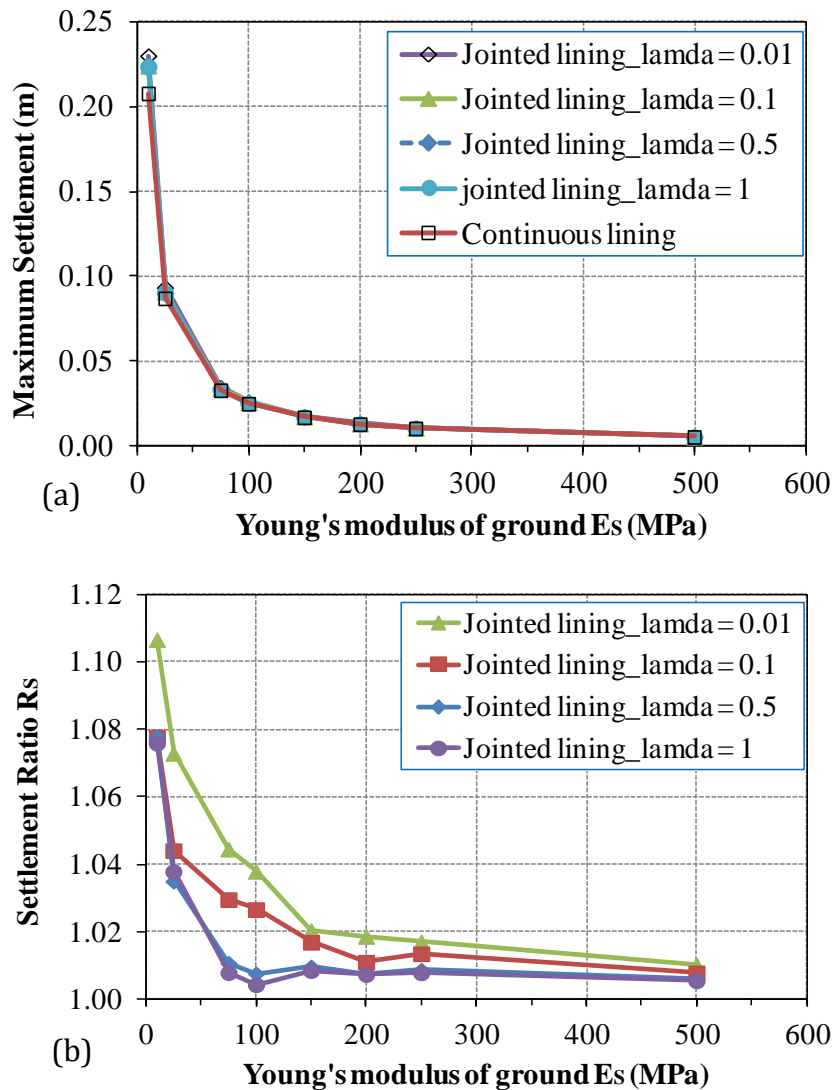 0.25
0.20
0.15
0.10
0.05
0.00
Maximum Settlement (m)
Jointed lining_lamda = 0.01
Jointed lining_lamda = 0.1
Jointed lining_lamda = 0.5
jointed lining_lamda = 1
Continuous lining
0 100 200 300 400 500 600
(a)
Young's modulus of ground Es (MPa)
1.12
1.10
1.08
1.06
1.04
1.02
1.00
Settlement Ratio Rs
Jointed lining_lamda = 0.01
Jointed lining_lamda = 0.1
Jointed lining_lamda = 0.5
Jointed lining_lamda = 1
0 100 200 300 400 500 600
(b)
Young's modulus of ground Es (MPa)